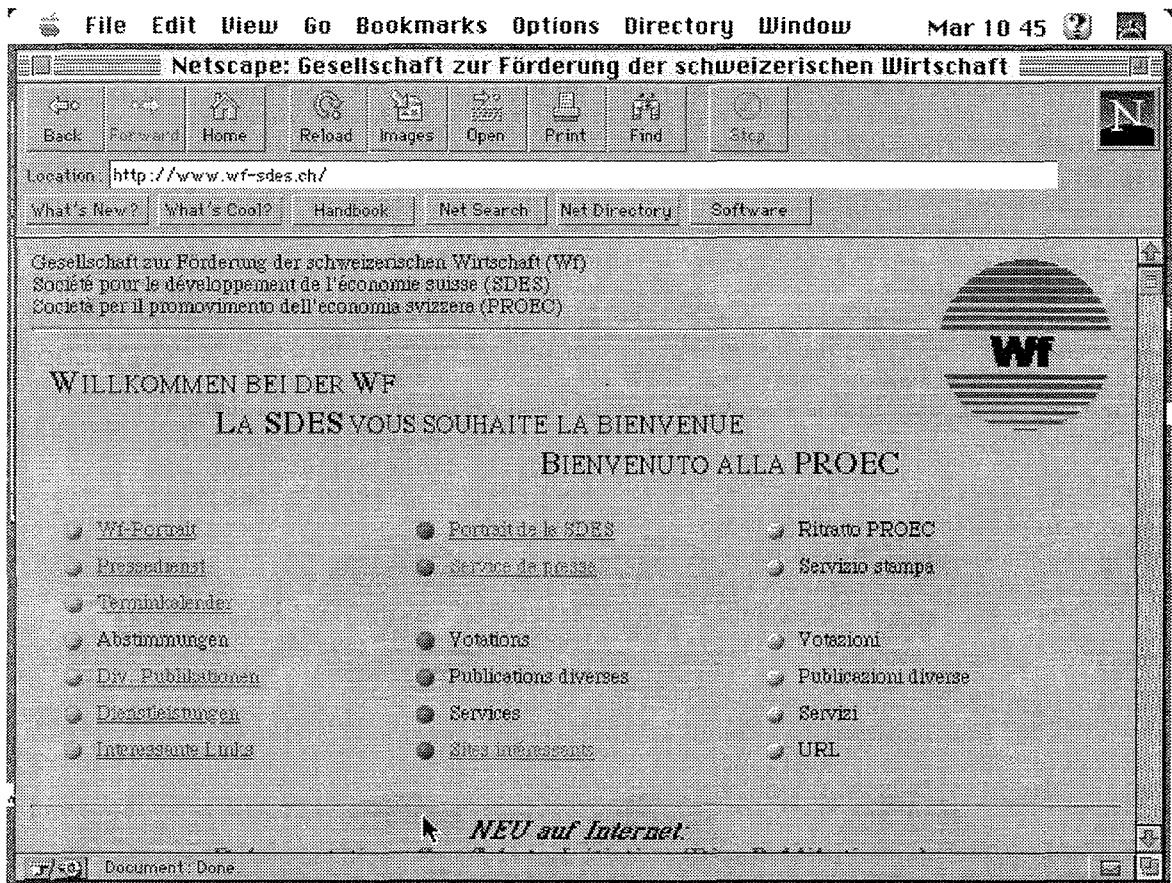 File Edit View Go Bookmarks Options Directory Window Mar 10 45
Netscape: Gesellschaft zur Förderung der schweizerischen Wirtschaft
Back Forward Home Reload Images Open Print Find Stop
N
Location: http://www.wf-sdes.ch/
What's New? What's Cool? Handbook Net Search Net Directory Software
Gesellschaft zur Förderung der schweizerischen Wirtschaft (Wf)
Société pour le développement de l'économie suisse (SDES)
Società per il promovimento dell'economia svizzera (PROEC)
Wf
WILLKOMMEN BEI DER WF
LA SDES VOUS SOUHAITE LA BIENVENUE
BIENVENUTO ALLA PROEC
Wf-Portrait Portrait de la SDES Ritratto PROEC
Pressedienst Service de presse Servizio stampa
Terminkalender
Abstimmungen Votations Votazioni
Div. Publikationen Publications diverses Publicazioni diverse
Dienstleistungen Services Servizi
Interessante Links Sites intéressants URL
NEU auf Internet:
Document: Done